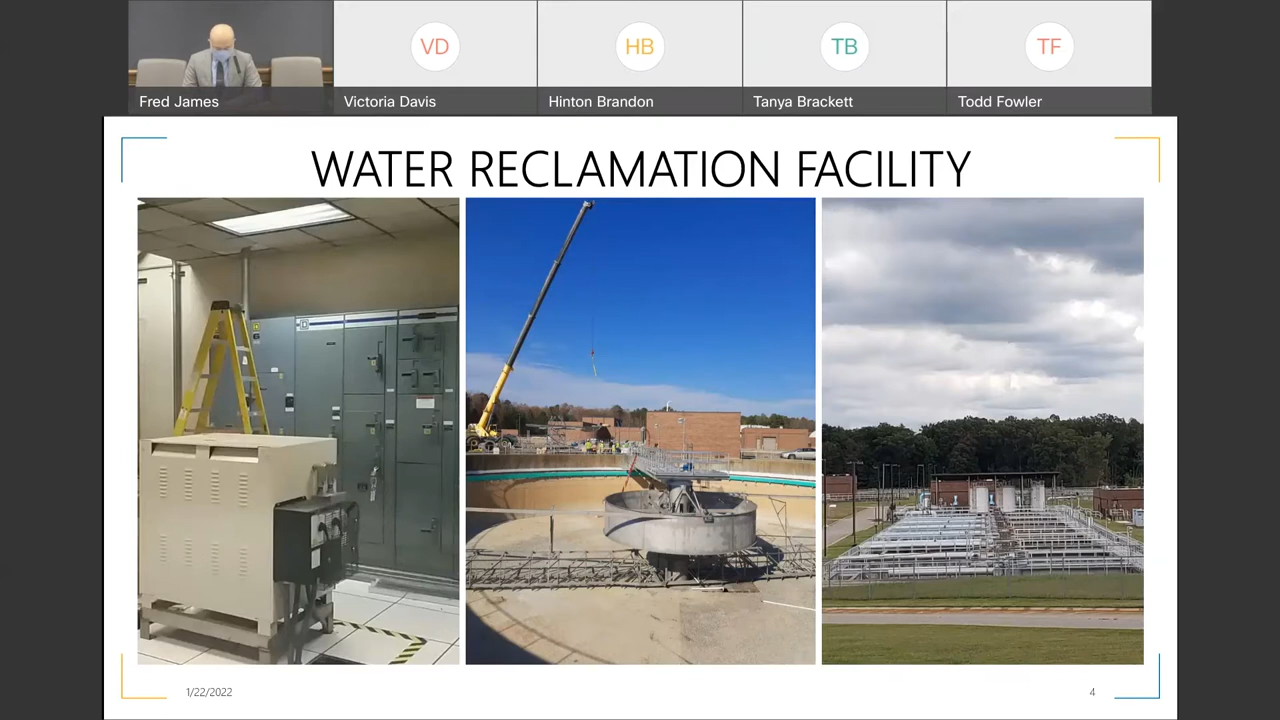 VD
HB
TB
TF
Fred James
Victoria Davis
Hinton Brandon
Tanya Brackett
Todd Fowler
WATER RECLAMATION FACILITY
1/22/2022
4